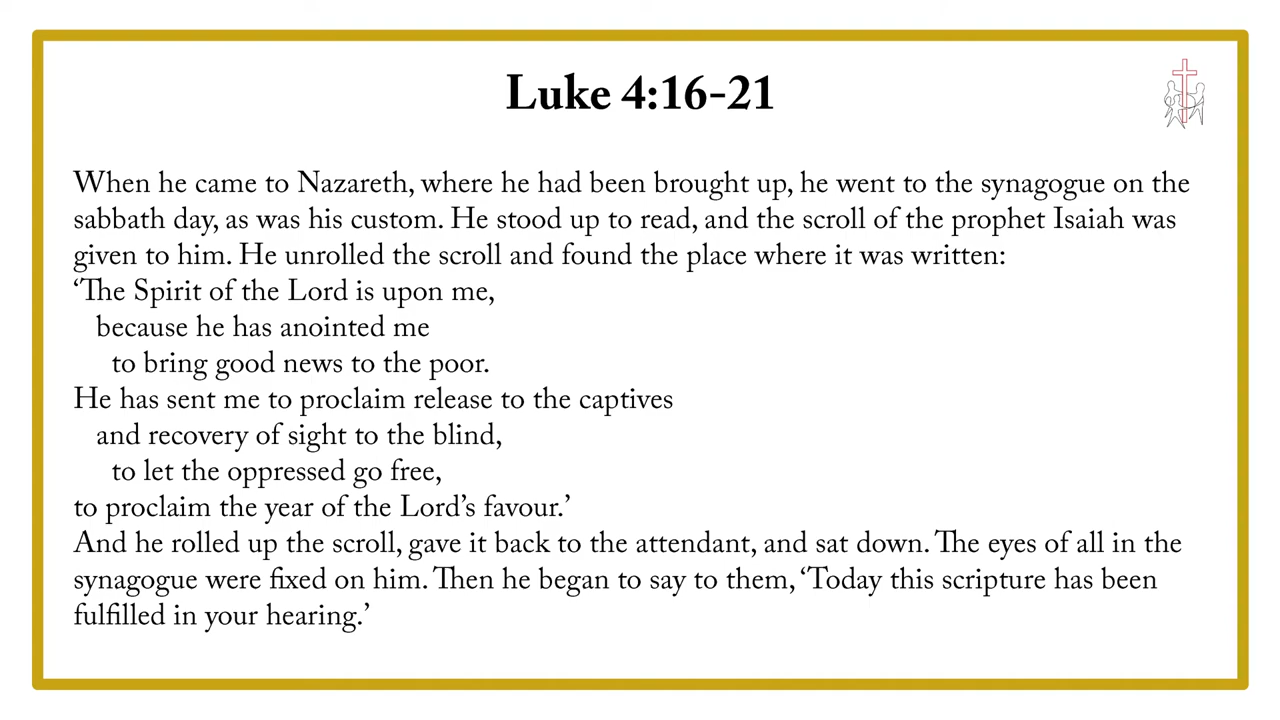 Luke 4:16-21
When he came to Nazareth, where he had been brought up, he went to the synagogue on the
sabbath day, as was his custom. He stood up to read, and the scroll of the prophet Isaiah was
given to him. He unrolled the scroll and found the place where it was written:
‘The Spirit of the Lord is upon me,
because he has anointed me
to bring good news to the poor.
He has sent me to proclaim release to the captives
and recovery of sight to the blind,
to let the oppressed go free,
to proclaim the year of the Lord’s favour.’
And he rolled up the scroll, gave it back to the attendant, and sat down. The eyes of all in the
synagogue were fixed on him. Then he began to say to them, ‘Today this scripture has been
fulfilled in your hearing.’